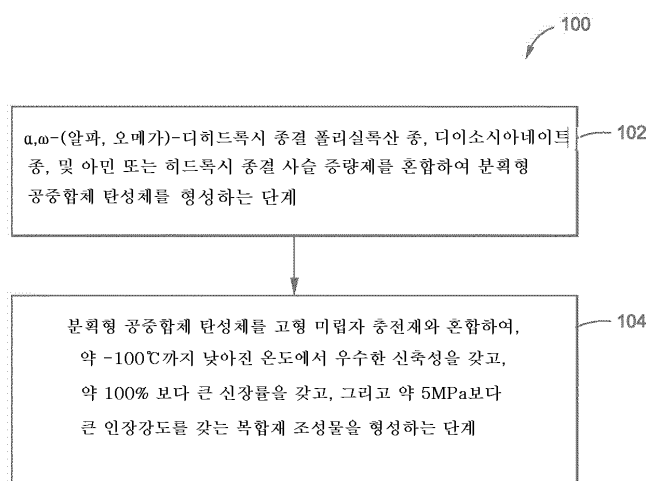 100
α,ω-(알파, 오메가)-디히드록시 종결 폴리실록산 종, 디이소시아네이트
종, 및 아민 또는 히드록시 종결 사슬 증량제를 혼합하여 분획형
공중합체 탄성체를 형성하는 단계
102
분획형 공중합체 탄성체를 고형 미립자 충전재와 혼합하여,
약 -100℃까지 낮아진 온도에서 우수한 신축성을 갖고,
약 100% 보다 큰 신장률을 갖고, 그리고 약 5MPa보다
큰 인장강도를 갖는 복합재 조성물을 형성하는 단계
104